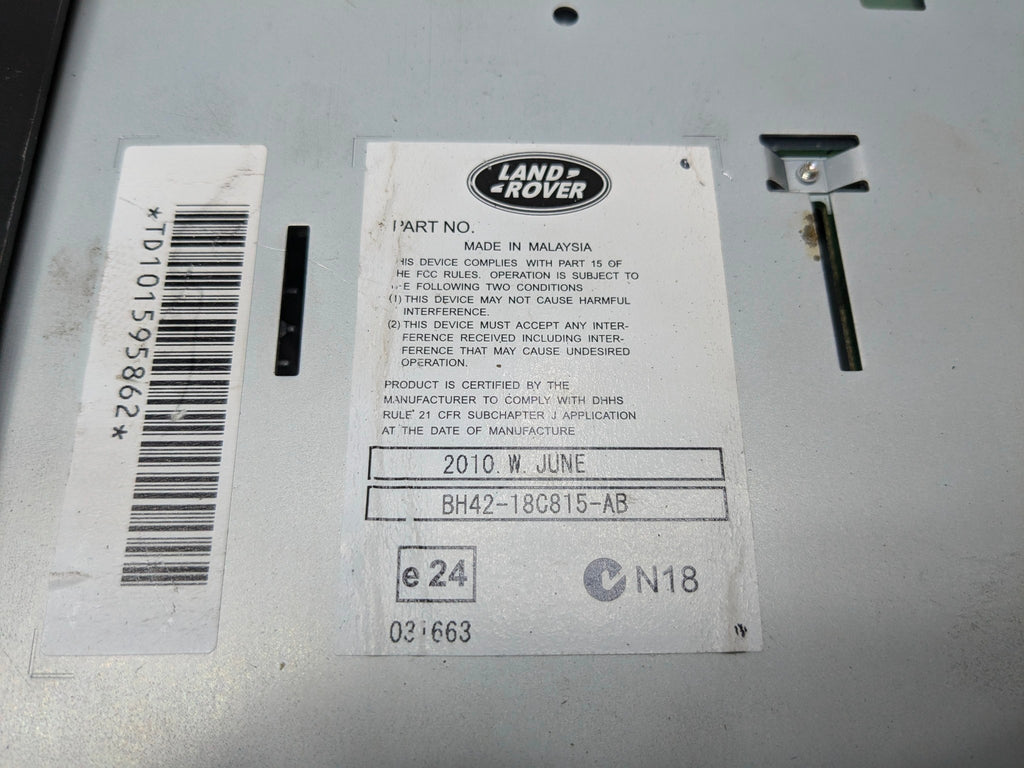 *TD101595862*
LAND
ROVER
PART NO.
MADE IN MALAYSIA
HIS DEVICE COMPLIES WITH PART 15 OF
HE FCC RULES. OPERATION IS SUBJECT TO
E FOLLOWING TWO CONDITIONS
(1) THIS DEVICE MAY NOT CAUSE HARMFUL
INTERFERENCE.
(2) THIS DEVICE MUST ACCEPT ANY INTER-
FERENCE RECEIVED INCLUDING INTER-
FERENCE THAT MAY CAUSE UNDESIRED
OPERATION.
PRODUCT IS CERTIFIED BY THE
MANUFACTURER TO COMPLY WITH DHHS
RULE 21 CFR SUBCHAPTER J APPLICATION
AT THE DATE OF MANUFACTURE
2010. W. JUNE
BH42-18C815-AB
e24
N18